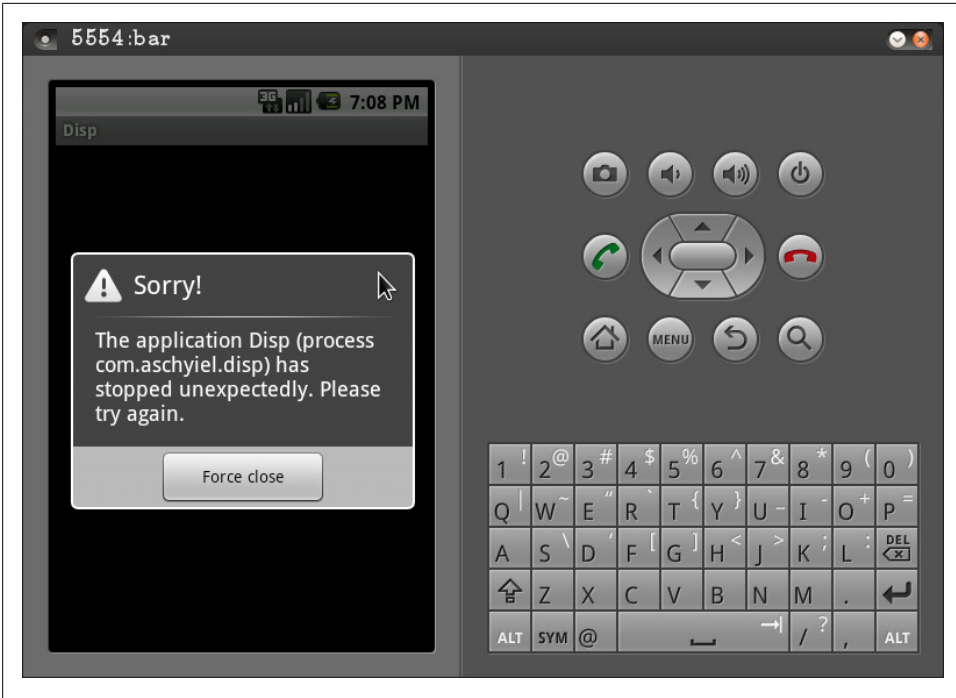 5554:bar
3G 7:08 PM
Disp
Sorry!
The application Disp (process
com.aschyiel.disp) has
stopped unexpectedly. Please
try again.
Force close
MENU
1 ! 2 @ 3 # 4 $ 5 % 6 ^ 7 & 8 * 9 ( 0 )
Q | W ~ E " R ` T { Y } U - I - O + P =
A S \ D ' F [ G ] H < J > K ; L : DEL
Z X C V B N M .
ALT SYM @ / ? , ALT